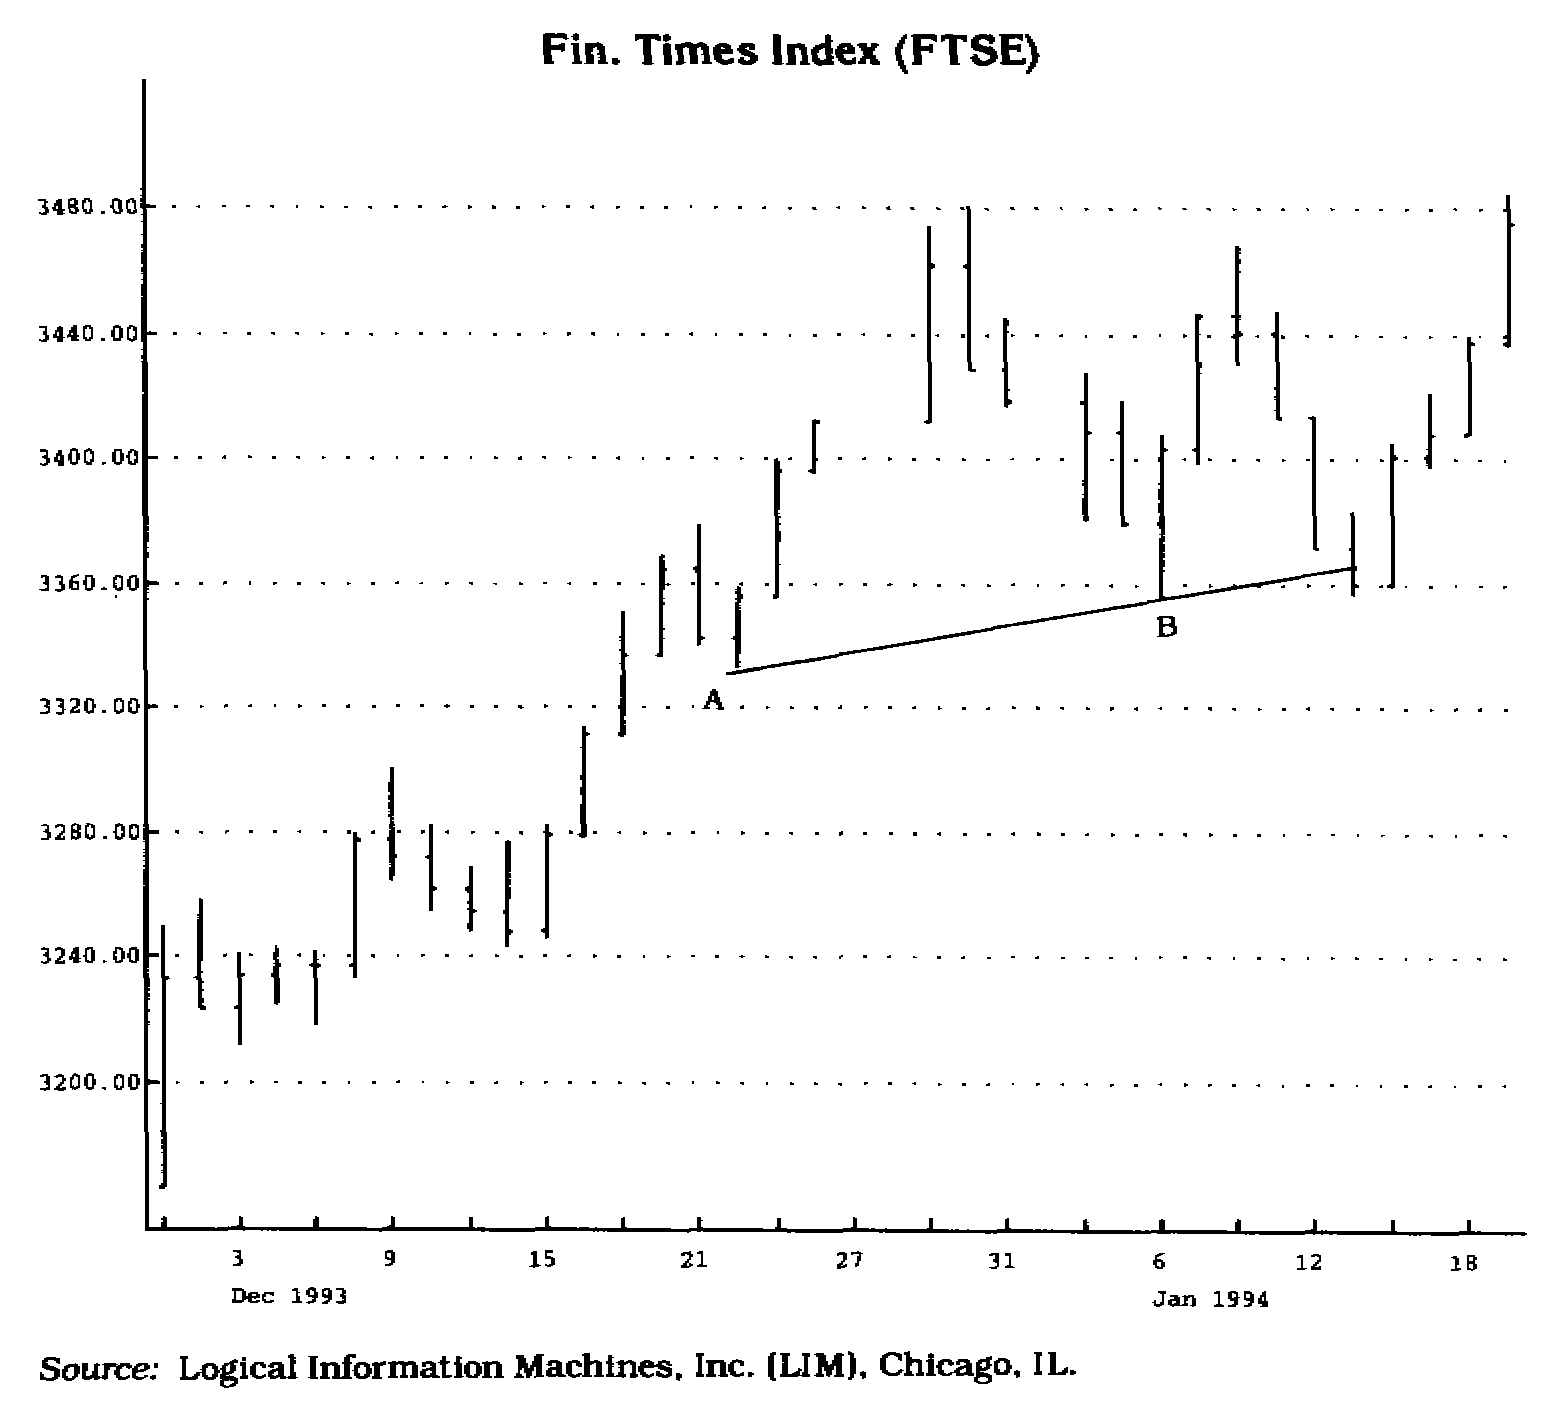 Fin. Times Index (FTSE)
3480.00
3440.00
3400.00
3360.00
B
A
3320.00
3280.00
3240.00
3200.00
3 9 15 21 27 31 6 12 18
Dec 1993 Jan 1994
Source: Logical Information Machines, Inc. (LIM), Chicago, IL.